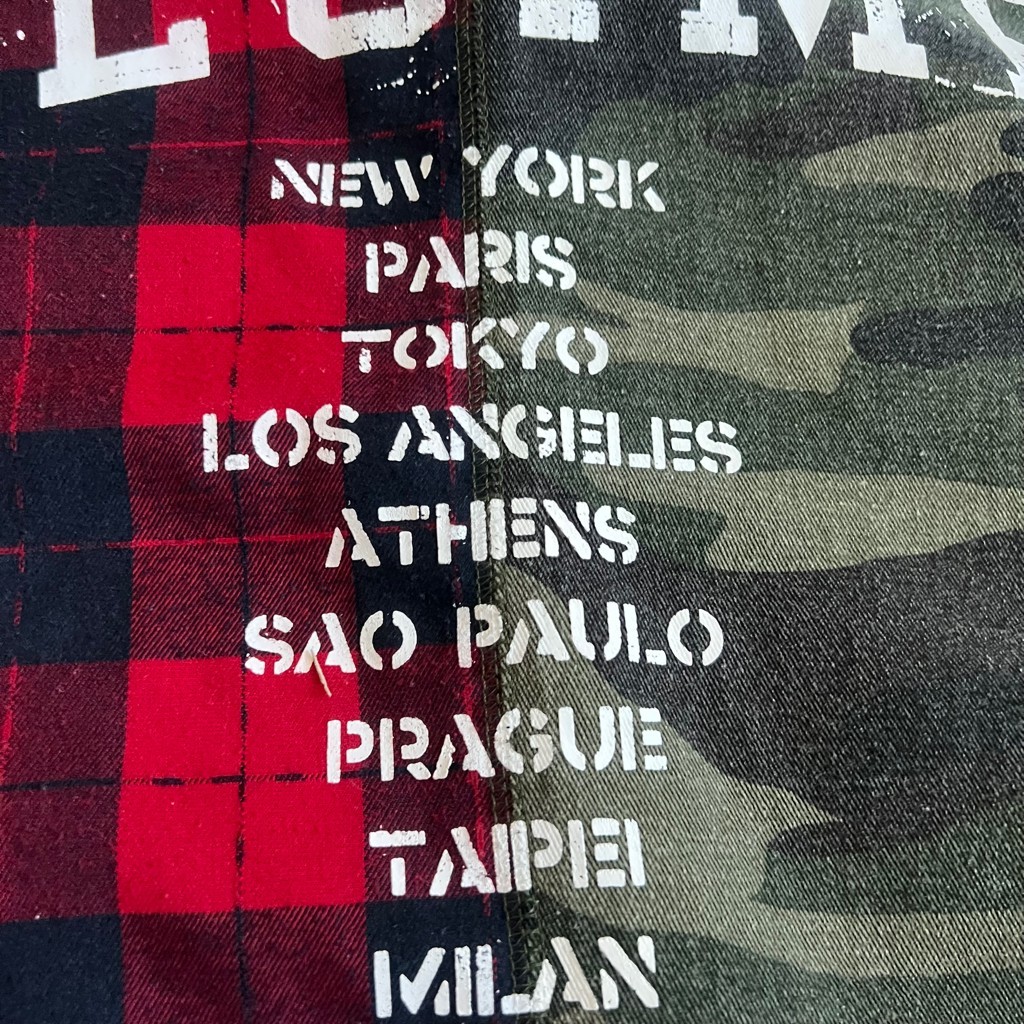 NEW YORK
PARIS
TOKYO
LOS ANGELES
ATHENS
SAO PAULO
PRAGUE
TAIPEI
MILAN